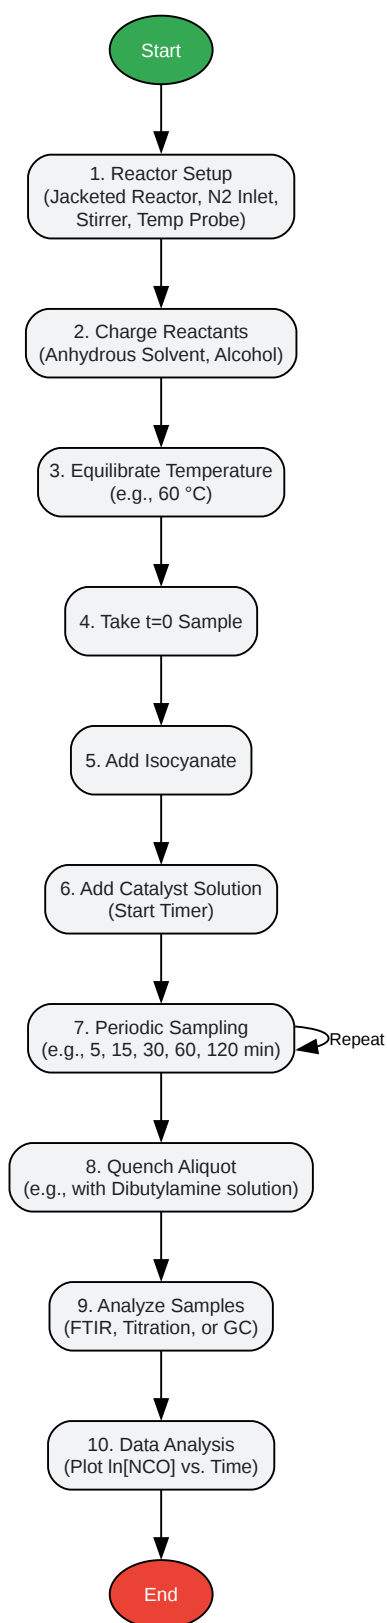 Start
1. Reactor Setup
(Jacketed Reactor, N2 Inlet,
Stirrer, Temp Probe)
2. Charge Reactants
(Anhydrous Solvent, Alcohol)
3. Equilibrate Temperature
(e.g., 60 °C)
4. Take t=0 Sample
5. Add Isocyanate
6. Add Catalyst Solution
(Start Timer)
7. Periodic Sampling
(e.g., 5, 15, 30, 60, 120 min)
Repeat
8. Quench Aliquot
(e.g., with Dibutylamine solution)
9. Analyze Samples
(FTIR, Titration, or GC)
10. Data Analysis
(Plot ln[NCO] vs. Time)
End